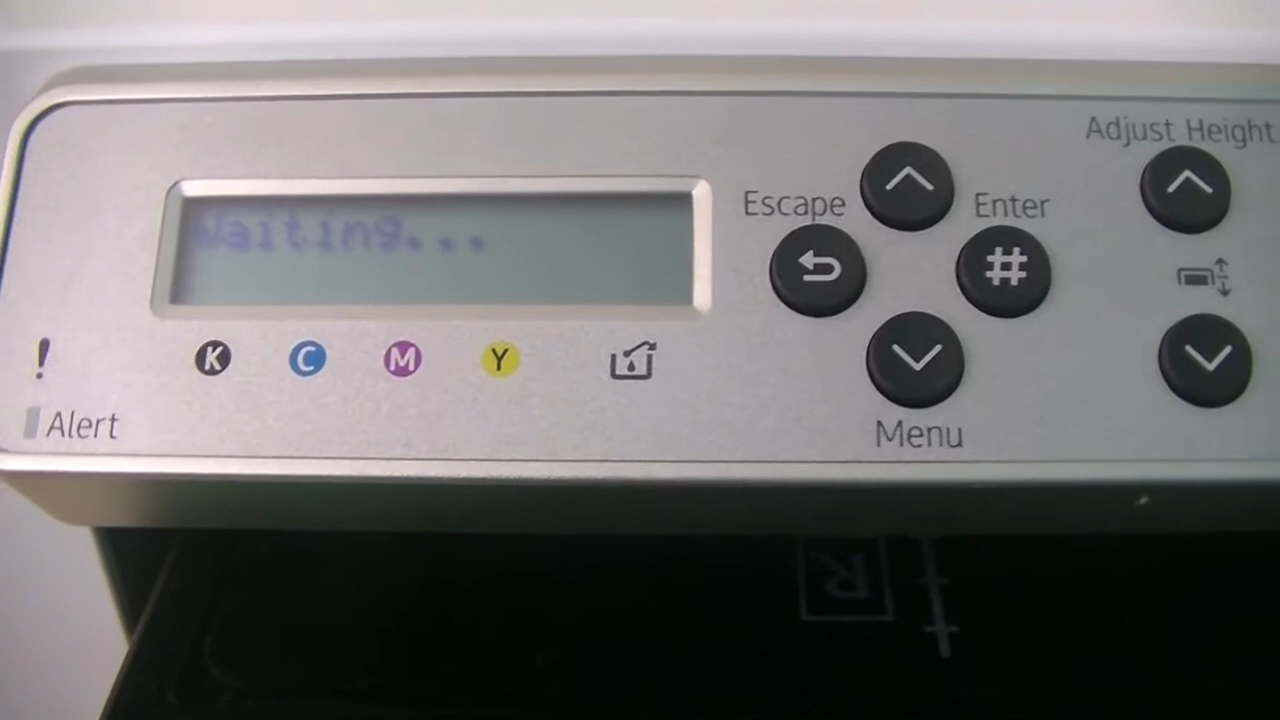 Adjust Height
Waiting...
Escape
Enter
#
K C M Y
!
Alert
Menu
R